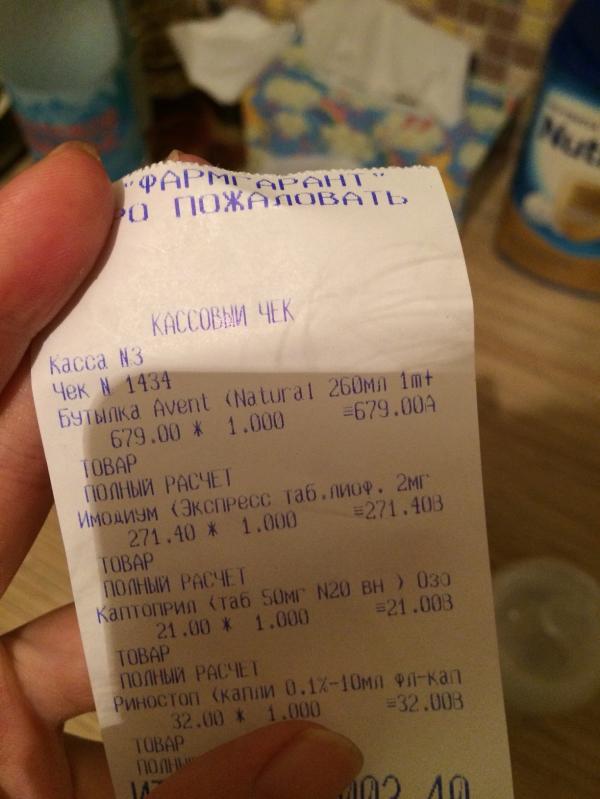 "ФАРМГАРАНТ"
РО ПОЖАЛОВАТЬ
КАССОВЫЙ ЧЕК
Касса N3
Чек N 1434
Бутылка Avent (Natural 260мл 1m+
679.00 * 1.000 ≡679.00А
ТОВАР
ПОЛНЫЙ РАСЧЕТ
Имодиум (Экспресс таб.лиоф. 2мг
271.40 * 1.000 ≡271.40В
ТОВАР
ПОЛНЫЙ РАСЧЕТ
Каптоприл (таб 50мг N20 вн ) Озо
21.00 * 1.000 ≡21.00В
ТОВАР
ПОЛНЫЙ РАСЧЕТ
Риностоп (капли 0.1%-10мл фл-кап
32.00 * 1.000 ≡32.00В
ТОВАР
ПОЛНЫ
Nut